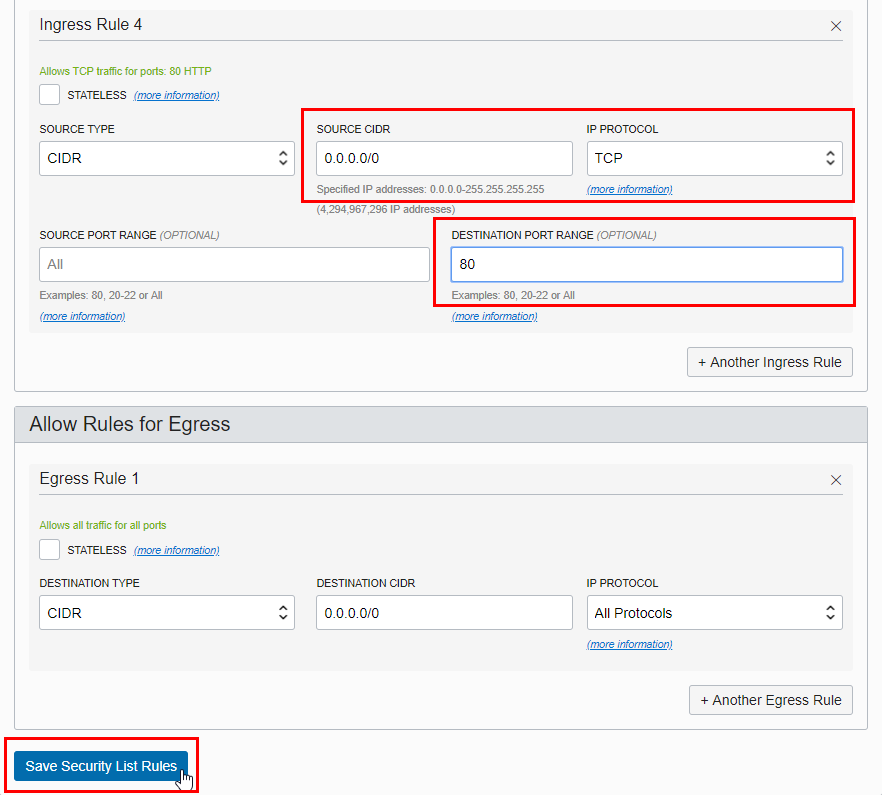 Ingress Rule 4
Allows TCP traffic for ports: 80 HTTP
STATELESS (more information)
SOURCE TYPE SOURCE CIDR IP PROTOCOL
CIDR 0.0.0.0/0 TCP
Specified IP addresses: 0.0.0.0-255.255.255.255 (more information)
(4,294,967,296 IP addresses)
SOURCE PORT RANGE (OPTIONAL) DESTINATION PORT RANGE (OPTIONAL)
All 80
Examples: 80, 20-22 or All Examples: 80, 20-22 or All
(more information) (more information)
+ Another Ingress Rule
Allow Rules for Egress
Egress Rule 1
Allows all traffic for all ports
STATELESS (more information)
DESTINATION TYPE DESTINATION CIDR IP PROTOCOL
CIDR 0.0.0.0/0 All Protocols
(more information)
+ Another Egress Rule
Save Security List Rules